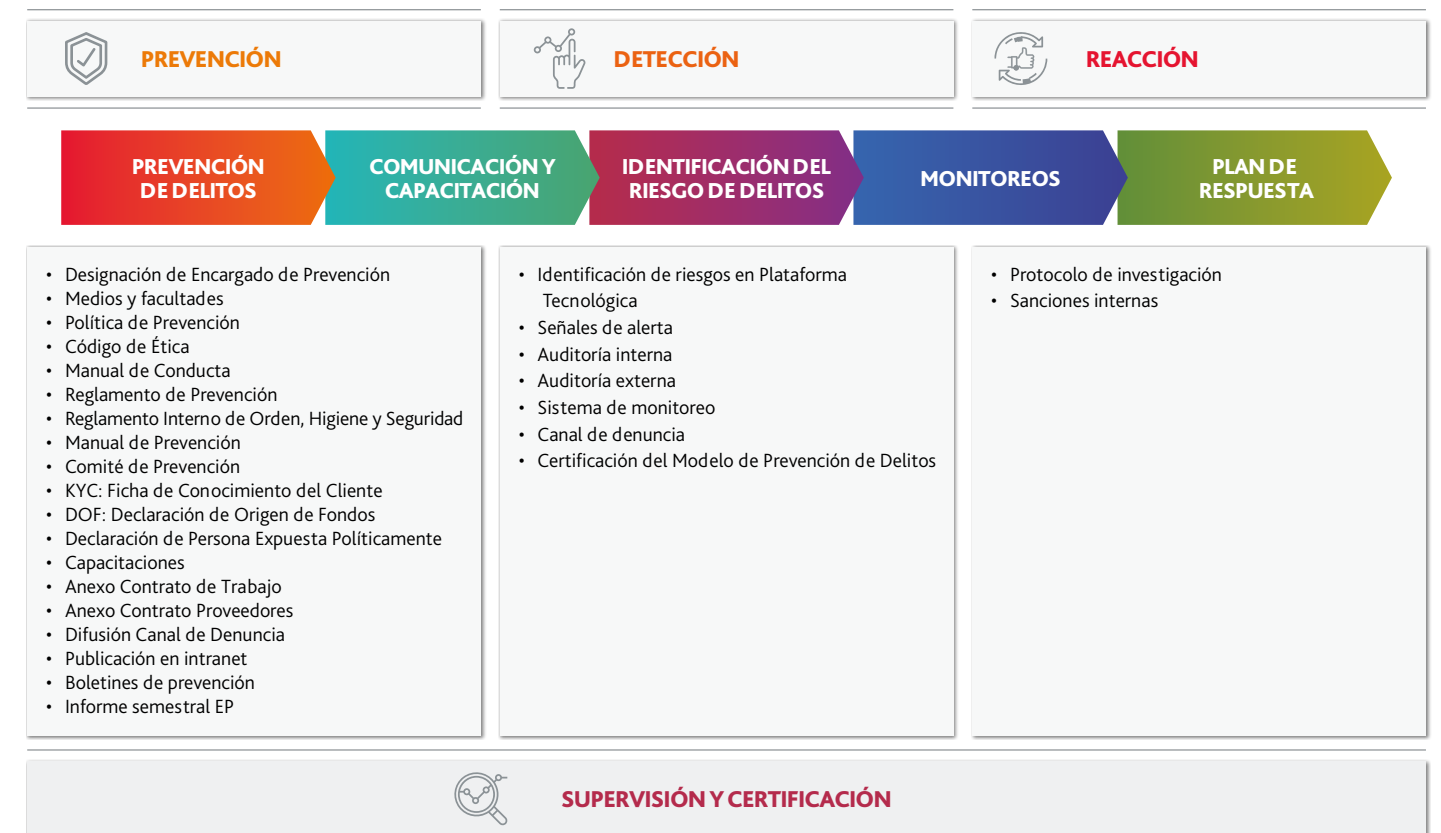 PREVENCIÓN
DETECCIÓN
REACCIÓN
PREVENCIÓN
DE DELITOS
COMUNICACIÓN Y
CAPACITACIÓN
IDENTIFICACIÓN DEL
RIESGO DE DELITOS
MONITOREOS
PLAN DE
RESPUESTA
• Designación de Encargado de Prevención
• Medios y facultades
• Política de Prevención
• Código de Ética
• Manual de Conducta
• Reglamento de Prevención
• Reglamento Interno de Orden, Higiene y Seguridad
• Manual de Prevención
• Comité de Prevención
• KYC: Ficha de Conocimiento del Cliente
• DOF: Declaración de Origen de Fondos
• Declaración de Persona Expuesta Políticamente
• Capacitaciones
• Anexo Contrato de Trabajo
• Anexo Contrato Proveedores
• Difusión Canal de Denuncia
• Publicación en intranet
• Boletines de prevención
• Informe semestral EP
• Identificación de riesgos en Plataforma
Tecnológica
• Señales de alerta
• Auditoría interna
• Auditoría externa
• Sistema de monitoreo
• Canal de denuncia
• Certificación del Modelo de Prevención de Delitos
• Protocolo de investigación
• Sanciones internas
SUPERVISIÓN Y CERTIFICACIÓN